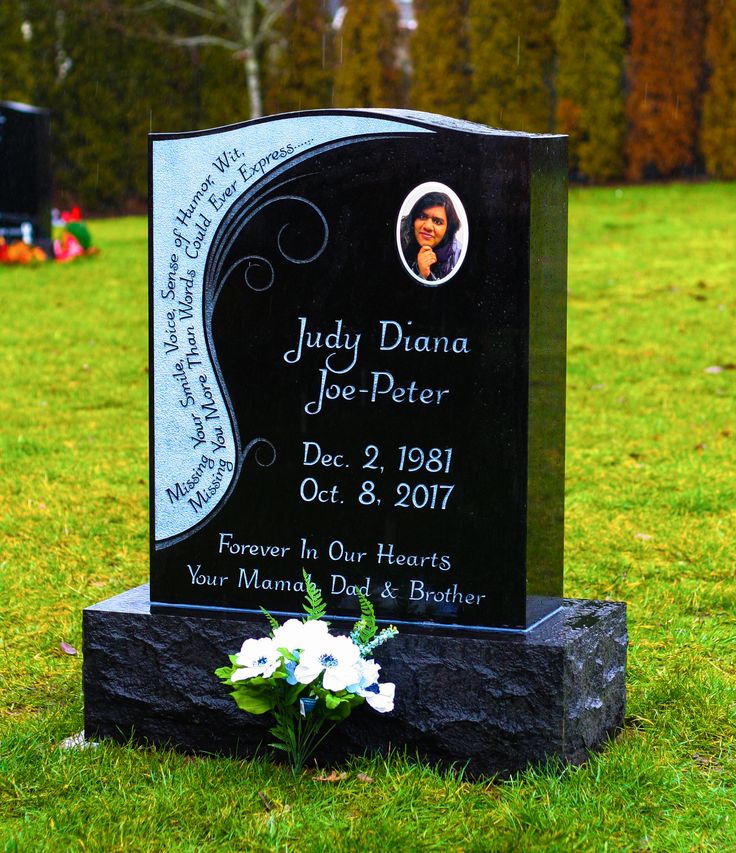 Missing Your Smile, Voice, Sense of Humor, Wit,
Missing You More Than Words Could Ever Express......
Judy Diana
Joe-Peter
Dec. 2, 1981
Oct. 8, 2017
Forever In Our Hearts
Your Mamah, Dad & Brother